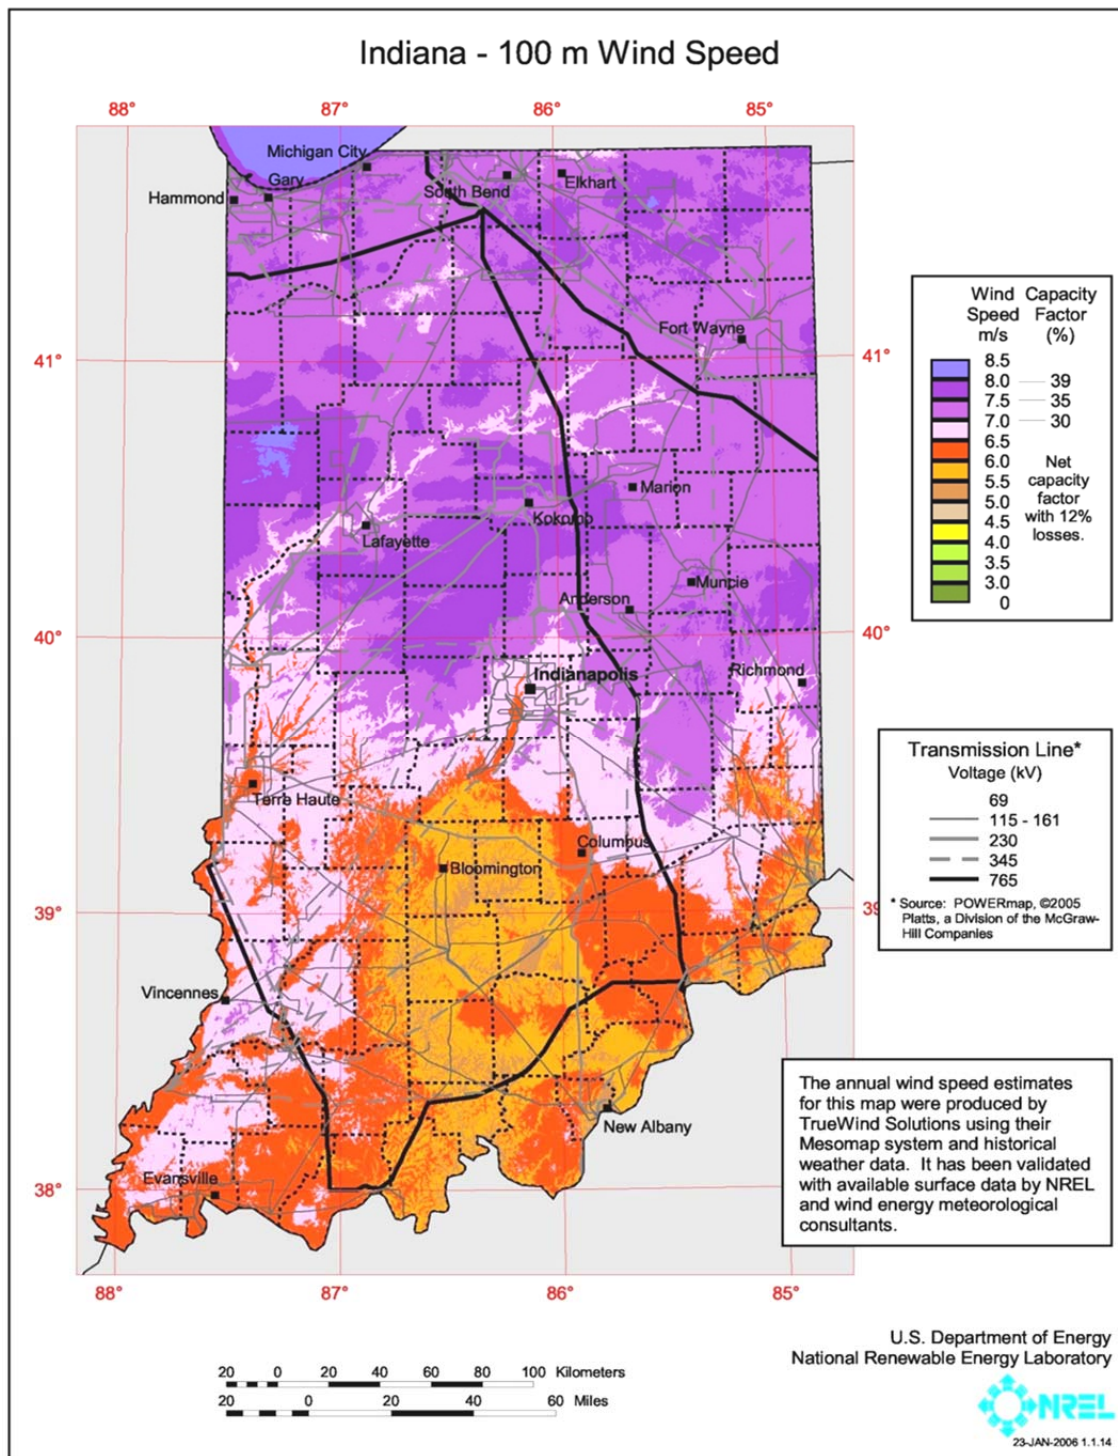 Indiana - 100 m Wind Speed
88°
87°
86°
85°
Michigan City
Hammond
Gary
South Bend
Elkhart
41°
Fort Wayne
41°
Marion
Kokomo
Lafayette
Muncie
Anderson
40°
40°
Indianapolis
Richmond
Terre Haute
Columbus
Bloomington
39°
39
Vincennes
New Albany
Evansville
38°
38°
88°
87°
86°
85°
Wind Speed m/s
Capacity Factor (%)
8.5
8.0 39
7.5 35
7.0 30
6.5
6.0
5.5
5.0
4.5
4.0
3.5
3.0
0
Net
capacity
factor
with 12%
losses.
Transmission Line*
Voltage (kV)
69
115 - 161
230
345
765
* Source: POWERmap, ©2005
Platts, a Division of the McGraw-
Hill Companies
The annual wind speed estimates
for this map were produced by
TrueWind Solutions using their
Mesomap system and historical
weather data. It has been validated
with available surface data by NREL
and wind energy meteorological
consultants.
20 0 20 40 60 80 100 Kilometers
20 0 20 40 60 Miles
U.S. Department of Energy
National Renewable Energy Laboratory
NREL
23-JAN-2006 1.1.14